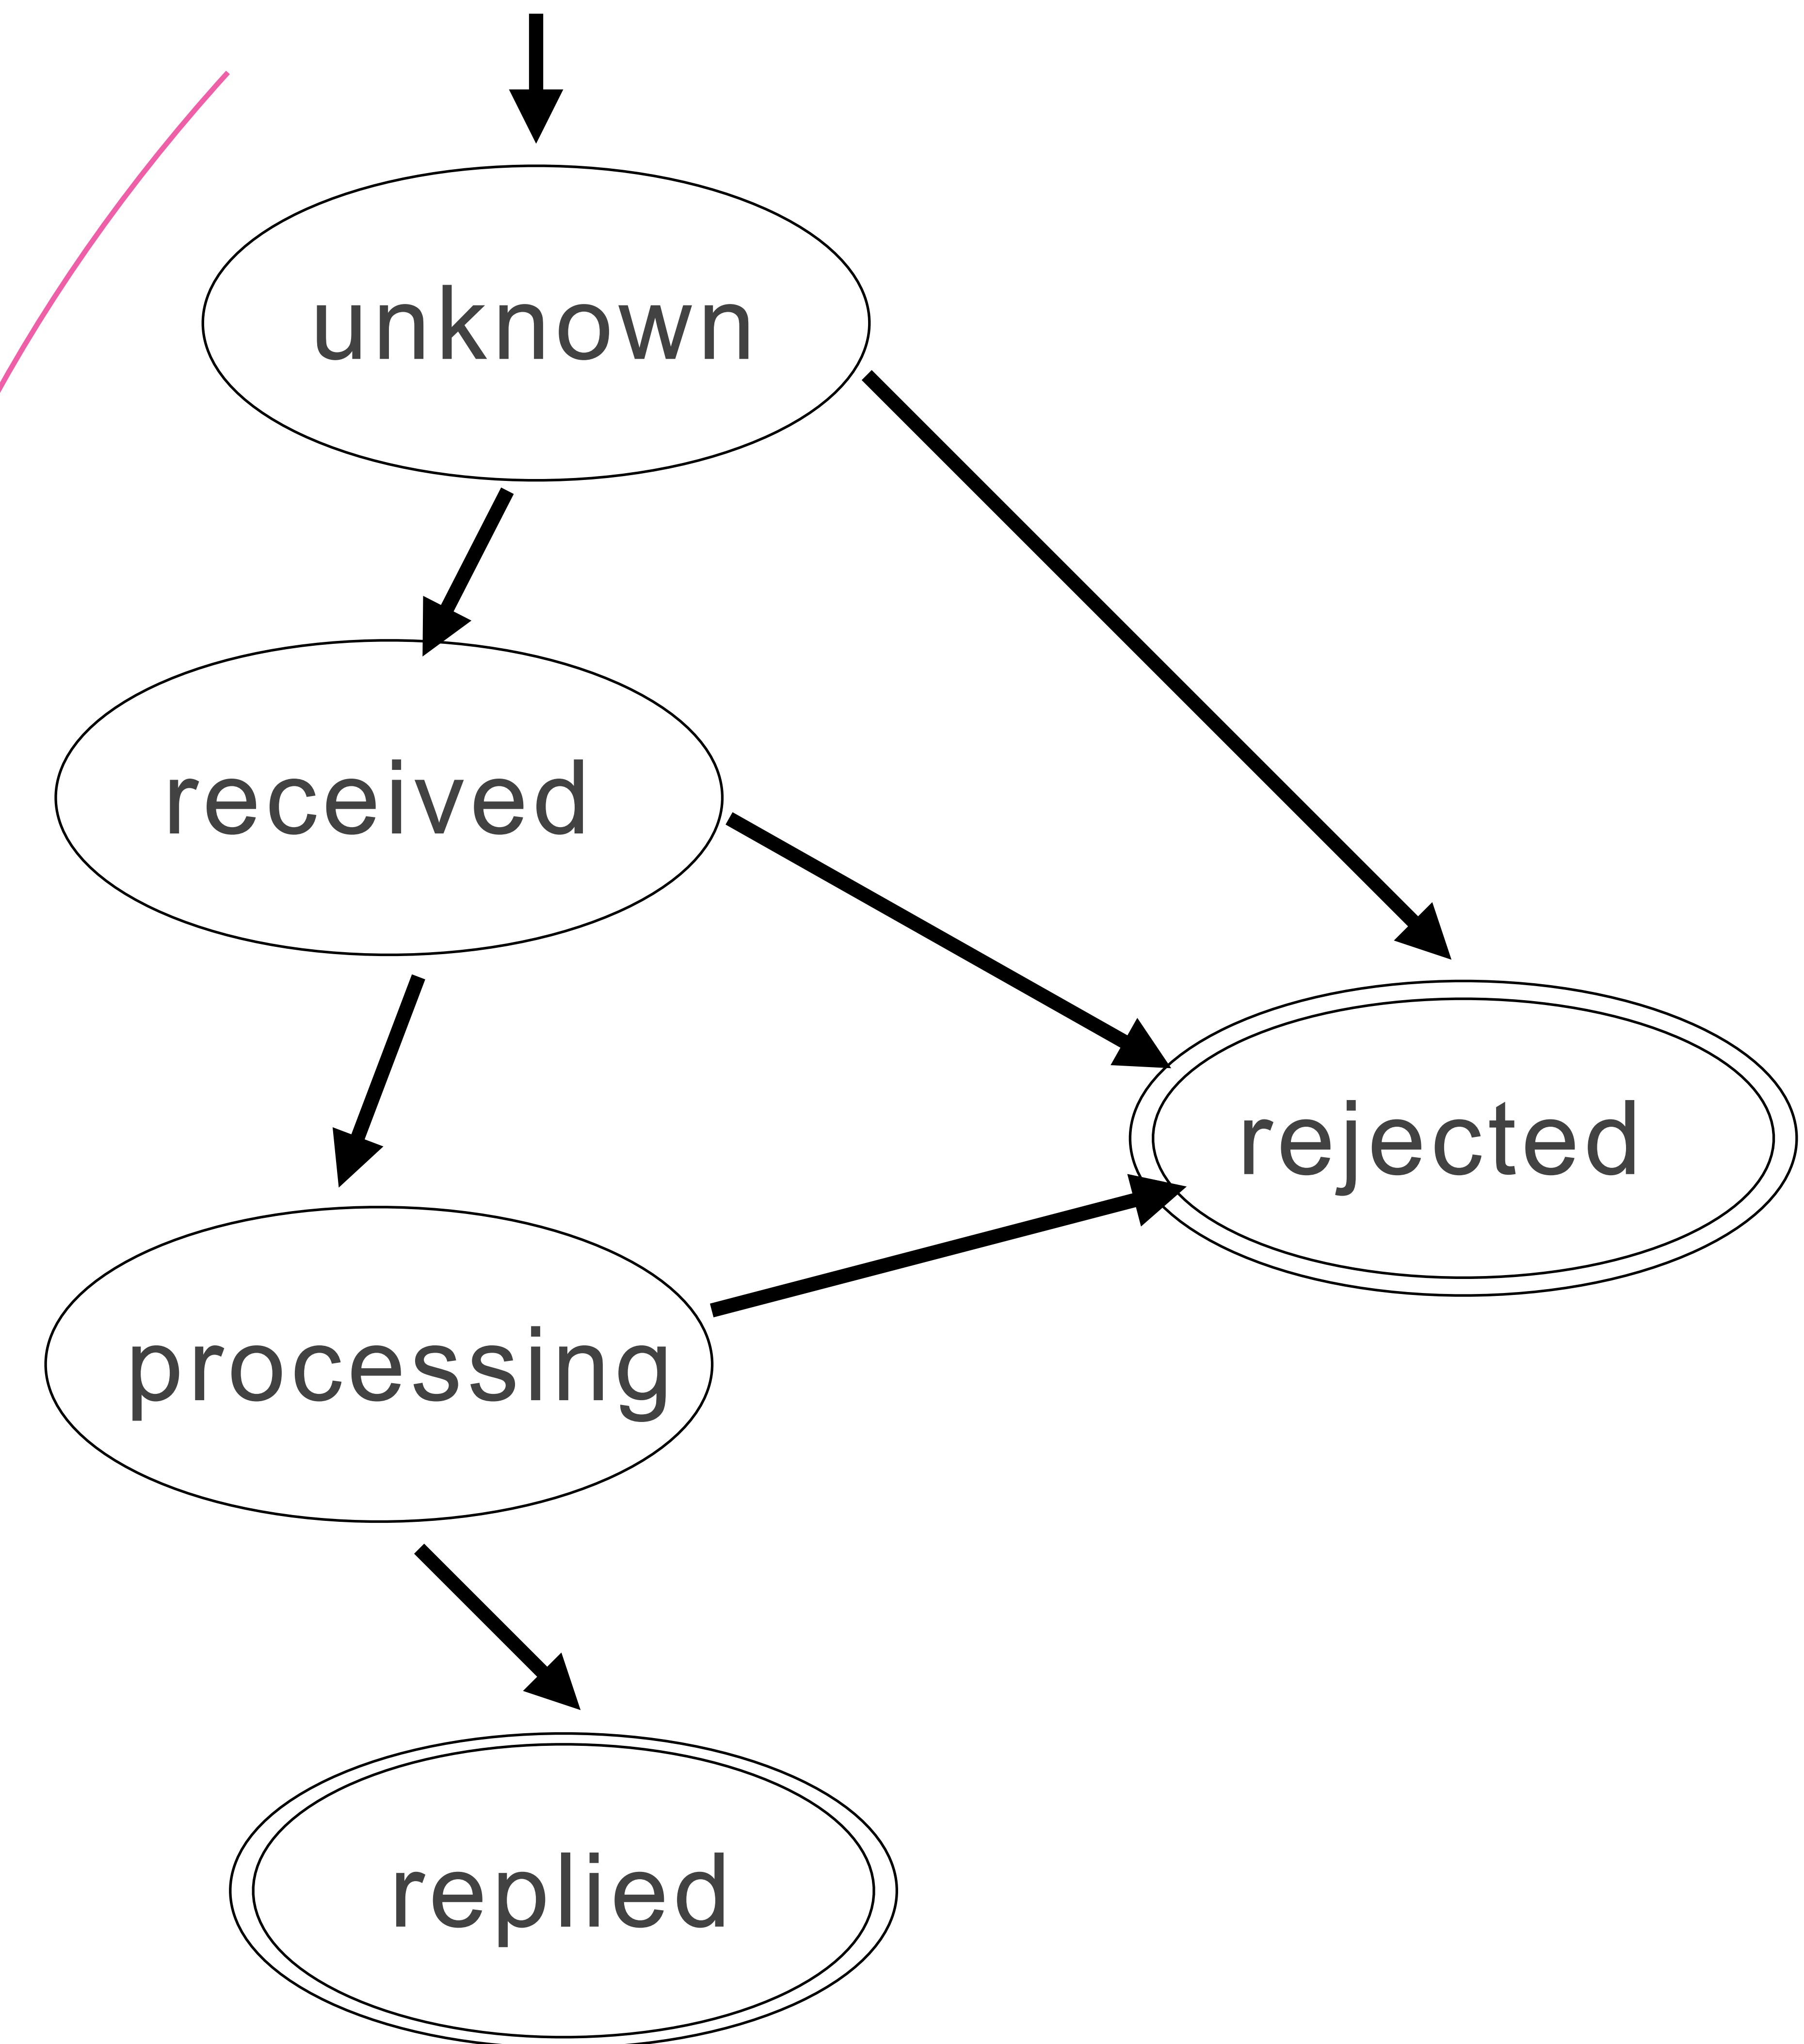 unknown
received
rejected
processing
replied